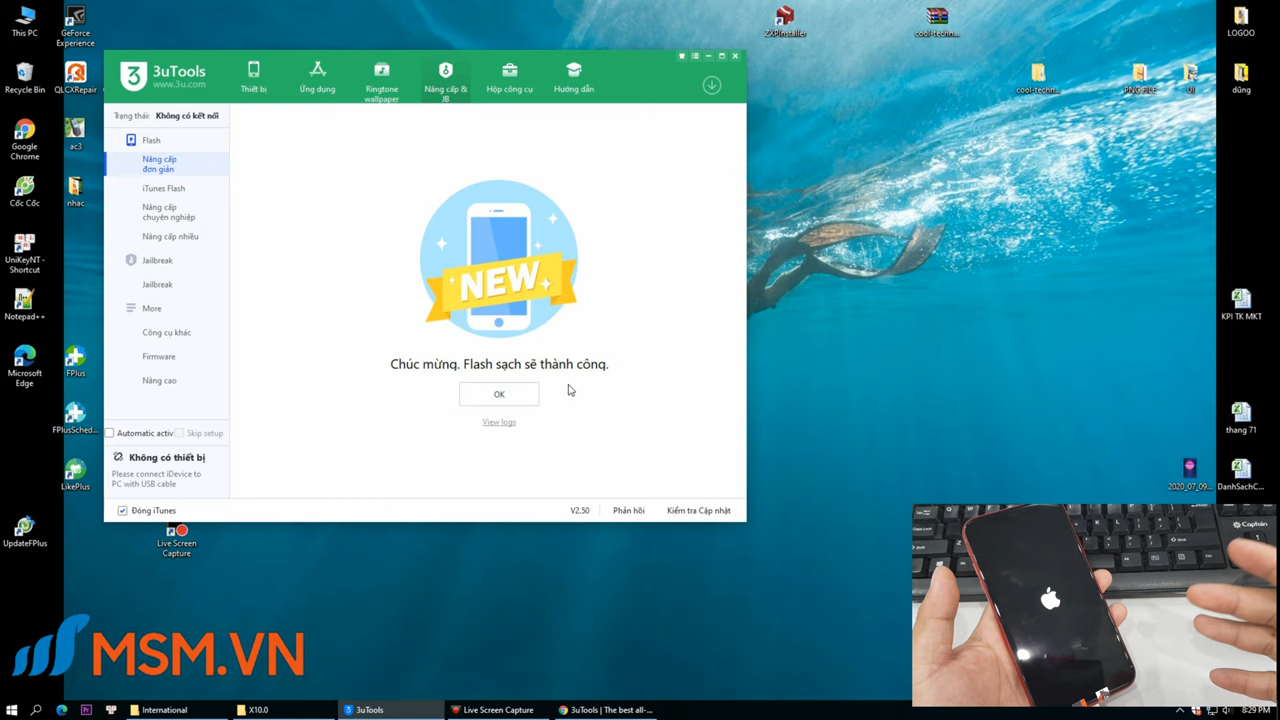 This PC
GeForce
Experience
Recycle Bin
QLCXRepair
Google
Chrome
ac3
Cốc Cốc
nhac
UniKeyNT -
Shortcut
Notepad++
Microsoft
Edge
FPlus
FPlusSched...
LikePlus
UpdateFPlus
Live Screen
Capture
ZXPInstaller
cool-techn...
LOGOO
cool-techn...
PNG FILE
UI
dũng
KPI TK MKT
thang 71
2020_07_09...
DanhSachC...
3uTools
www.3u.com
Thiết bị
Ứng dụng
Ringtone
wallpaper
Nâng cấp &
JB
Hộp công cụ
Hướng dẫn
Trạng thái: Không có kết nối
Flash
Nâng cấp
đơn giản
iTunes Flash
Nâng cấp
chuyên nghiệp
Nâng cấp nhiều
Jailbreak
Jailbreak
More
Công cụ khác
Firmware
Nâng cao
Automatic activ
Skip setup
Không có thiết bị
Please connect iDevice to
PC with USB cable
NEW
Chúc mừng. Flash sạch sẽ thành công.
OK
View logs
Đóng iTunes
V2.50
Phản hồi
Kiểm tra Cập nhật
Captain
MSM.VN
International
X10.0
3uTools
Live Screen Capture
3uTools | The best all-...
8:29 PM